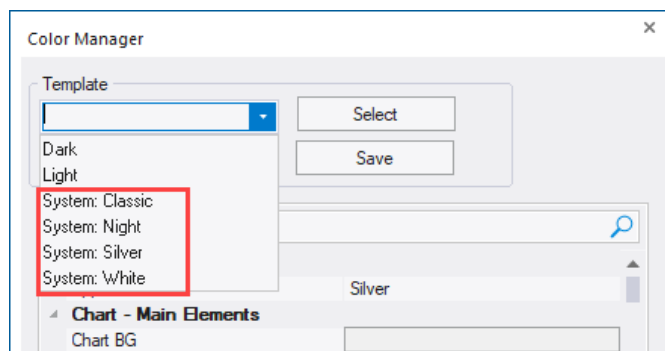 Color Manager
Template
Select
Dark
Save
Light
System: Classic
System: Night
System: Silver
System: White
Silver
Chart - Main Elements
Chart BG